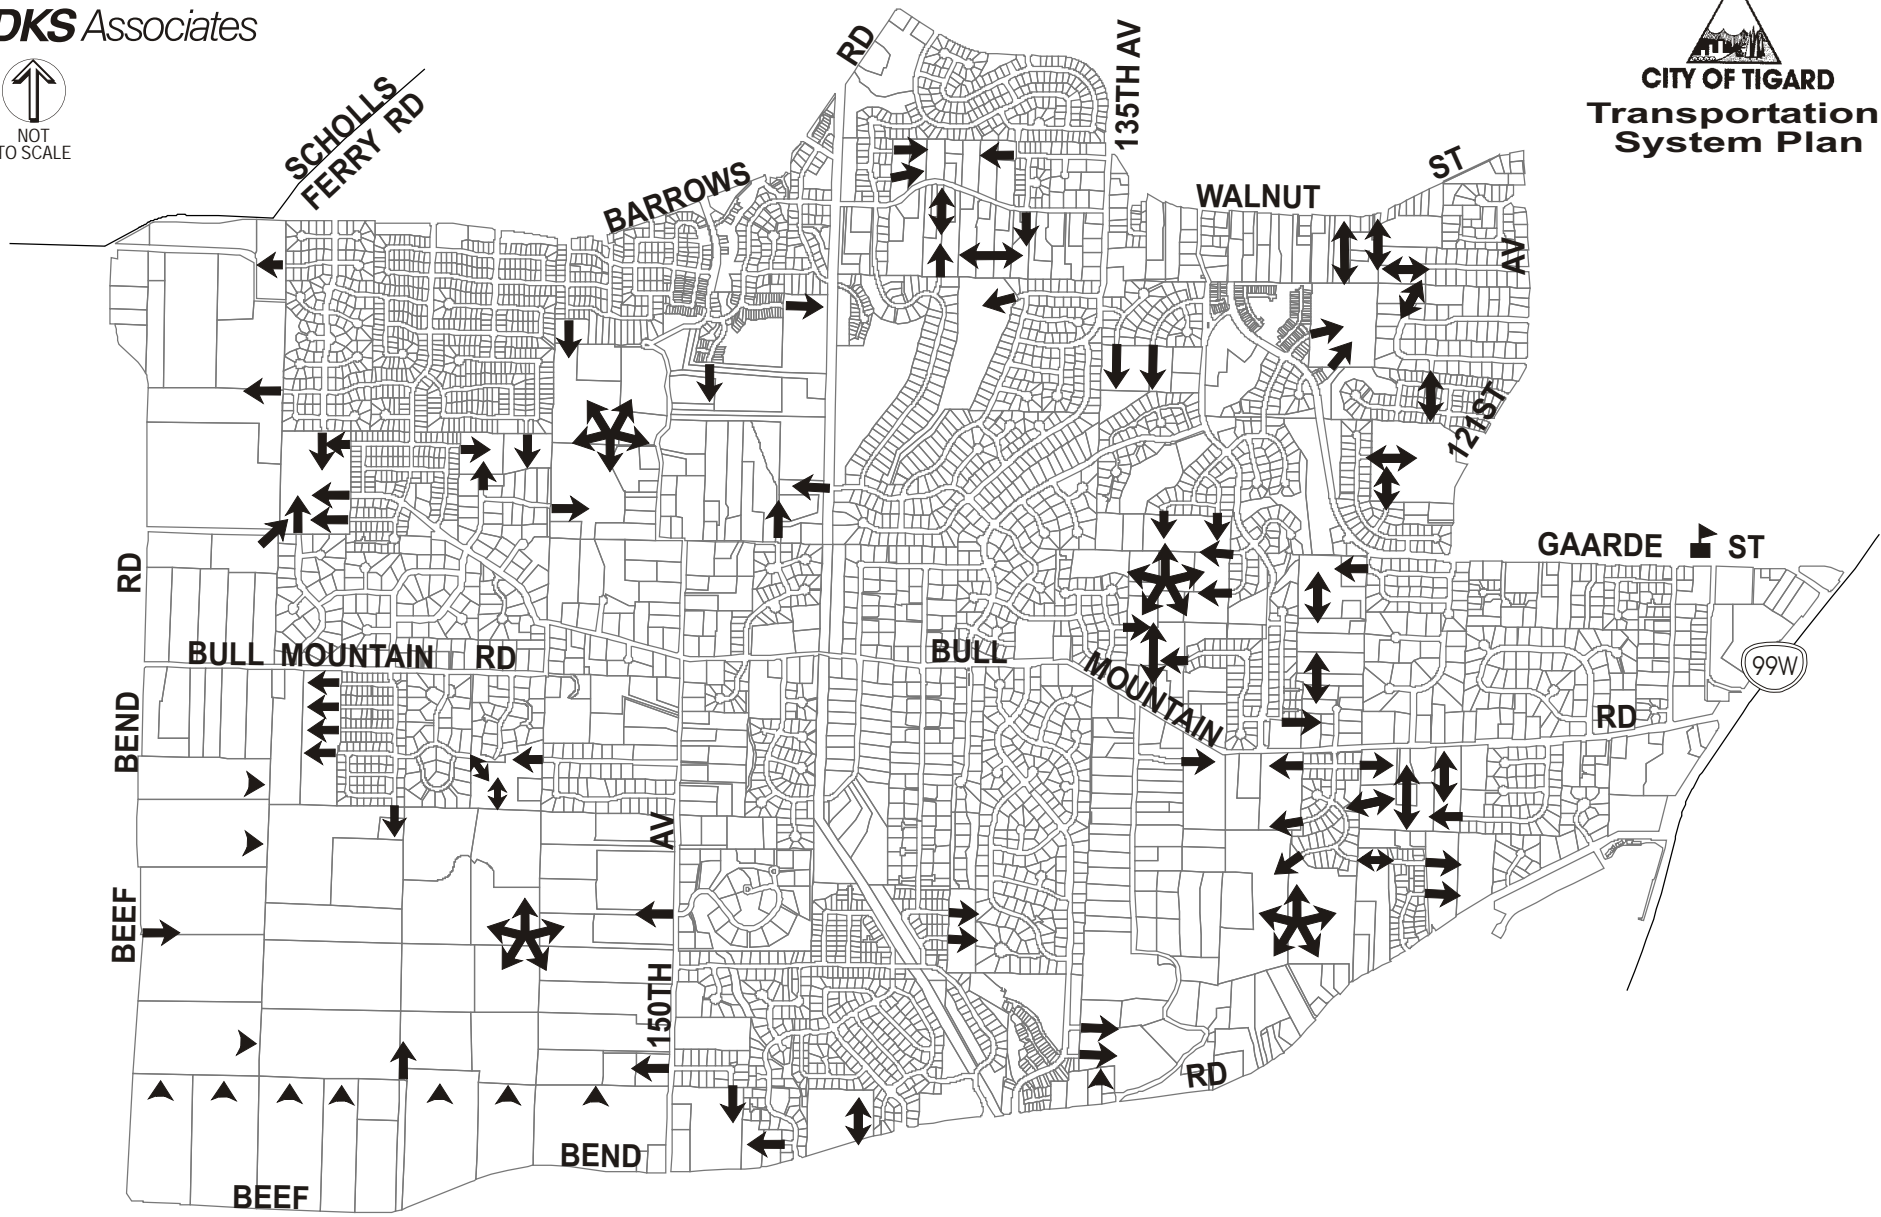 DKS Associates
NOT
TO SCALE
SCHOLLS
FERRY RD
BARROWS
RD
135TH AV
CITY OF TIGARD
Transportation
System Plan
WALNUT
ST
AV
121ST
GAARDE
ST
99W
RD
BULL MOUNTAIN RD
BULL
MOUNTAIN
RD
BEND
BEEF
AV
150TH
RD
BEND
BEEF